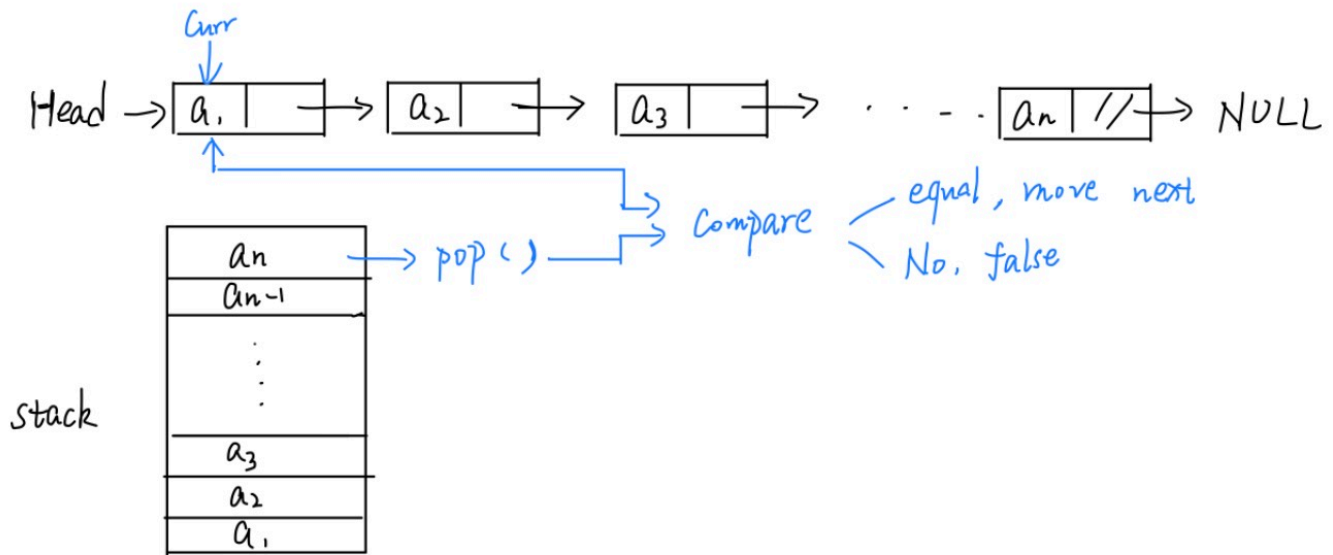 Curr
Head → a₁ → a₂ → a₃ → . . - . aₙ // → NULL
equal, move next
Compare
No. false
aₙ → pop()
aₙ₋₁
stack
a₃
a₂
a₁